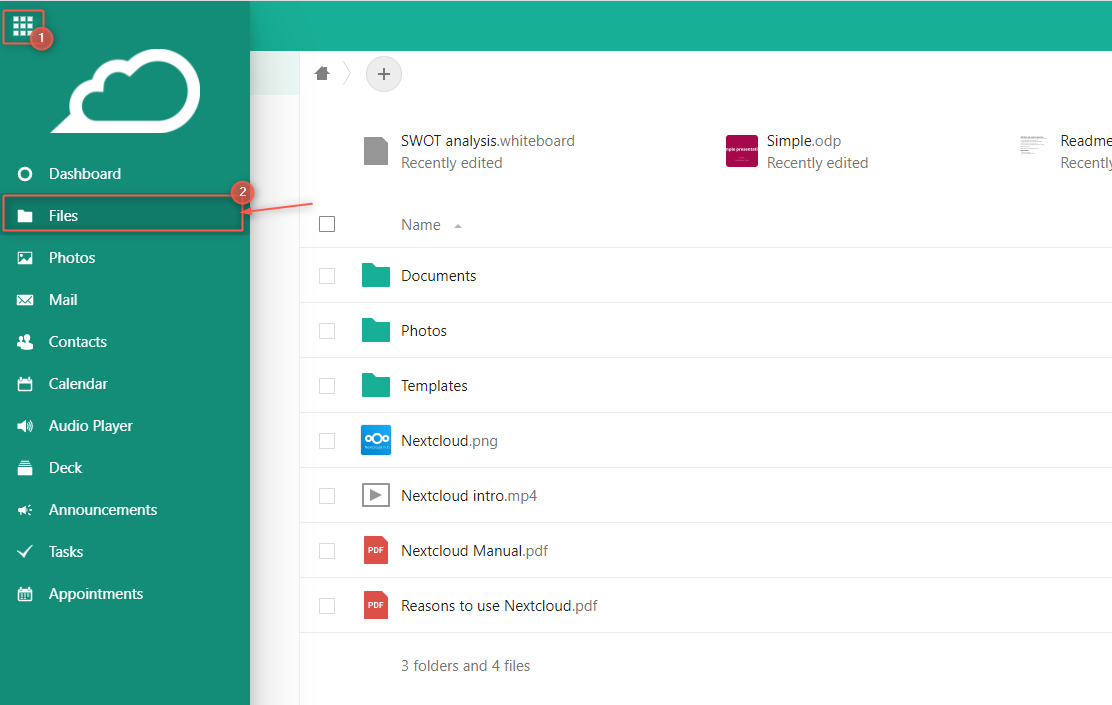 1
Dashboard
2
Files
Photos
Mail
Contacts
Calendar
Audio Player
Deck
Announcements
Tasks
Appointments
+
SWOT analysis.whiteboard
Recently edited
Simple.odp
Recently edited
Readme
Recently
Name
Documents
Photos
Templates
Nextcloud.png
Nextcloud intro.mp4
PDF
Nextcloud Manual.pdf
PDF
Reasons to use Nextcloud.pdf
3 folders and 4 files